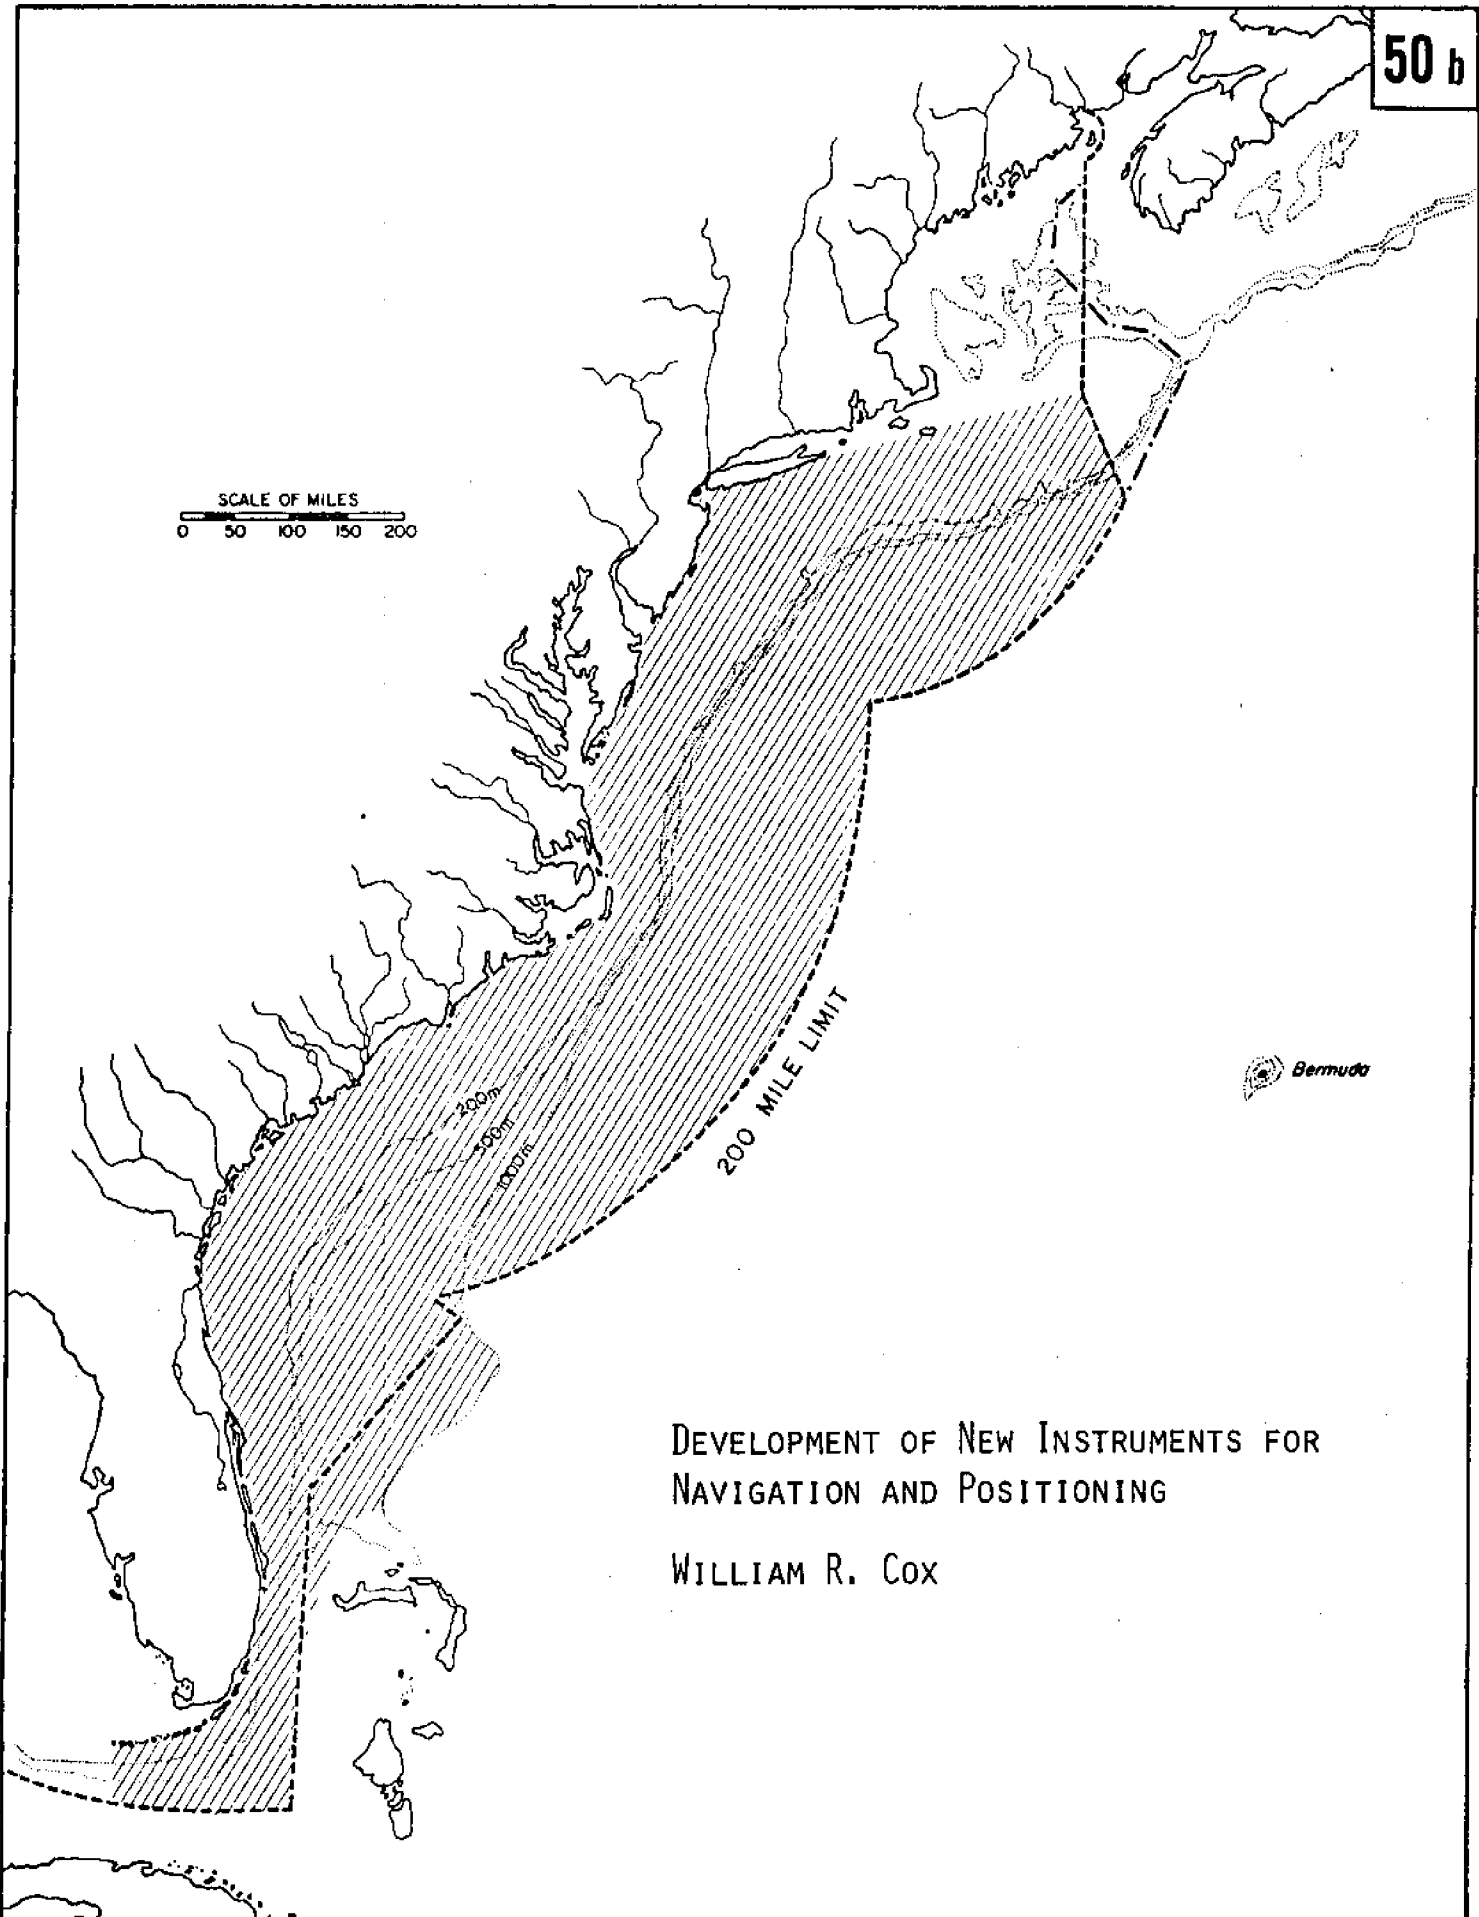 50 b
SCALE OF MILES
0 50 100 150 200
Bermuda
200 MILE LIMIT
200m
500m
1000m
DEVELOPMENT OF NEW INSTRUMENTS FOR
NAVIGATION AND POSITIONING
WILLIAM R. COX